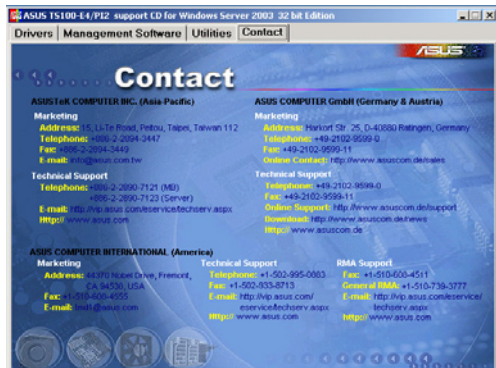 ASUS TS100-E4/PI2 support CD for Windows Server 2003 32 bit Edition
Drivers Management Software Utilities Contact
ASUS
Contact
ASUSTeK COMPUTER INC. (Asia-Pacific)
Marketing
Address: 15, Li-Te Road, Peitou, Taipei, Taiwan 112
Telephone: +886-2-2894-3447
Fax: +886-2-2894-3449
E-mail: info@asus.com.tw
Technical Support
Telephone: +886-2-2890-7121 (MB)
+886-2-2890-7123 (Server)
E-mail: http://vip.asus.com/eservice/techserv.aspx
Http:// www.asus.com
ASUS COMPUTER GmbH (Germany & Austria)
Marketing
Address: Harkort Str. 25, D-40880 Ratingen, Germany
Telephone: +49-2102-9599-0
Fax: +49-2102-9599-11
Online Contact: http://www.asuscom.de/sales
Technical Support
Telephone: +49-2102-9599-0
Fax: +49-2102-9599-11
Online Support: http://www.asuscom.de/support
Download: http://www.asuscom.de/news
Http:// www.asuscom.de
ASUS COMPUTER INTERNATIONAL (America)
Marketing
Address: 44370 Nobel Drive, Fremont,
CA 94538, USA
Fax: +1-510-608-4555
E-mail:
Technical Support
Telephone: +1-502-995-0883
Fax: +1-502-933-8713
E-mail: http://vip.asus.com/
eservice/techserv.aspx
Http:// www.asus.com
RMA Support
Fax: +1-510-608-4511
General RMA: +1-510-739-3777
E-mail: http://vip.asus.com/eservice/
techserv.aspx
http:// www.asus.com